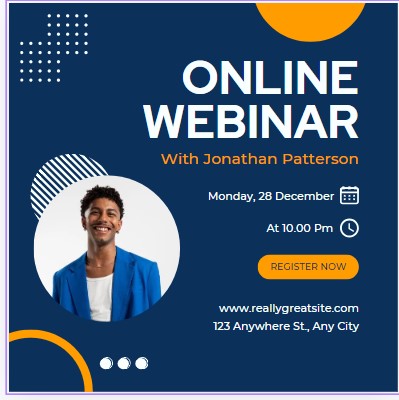 ONLINE
WEBINAR
With Jonathan Patterson
Monday, 28 December
At 10.00 Pm
REGISTER NOW
www.reallygreatsite.com
123 Anywhere St., Any City